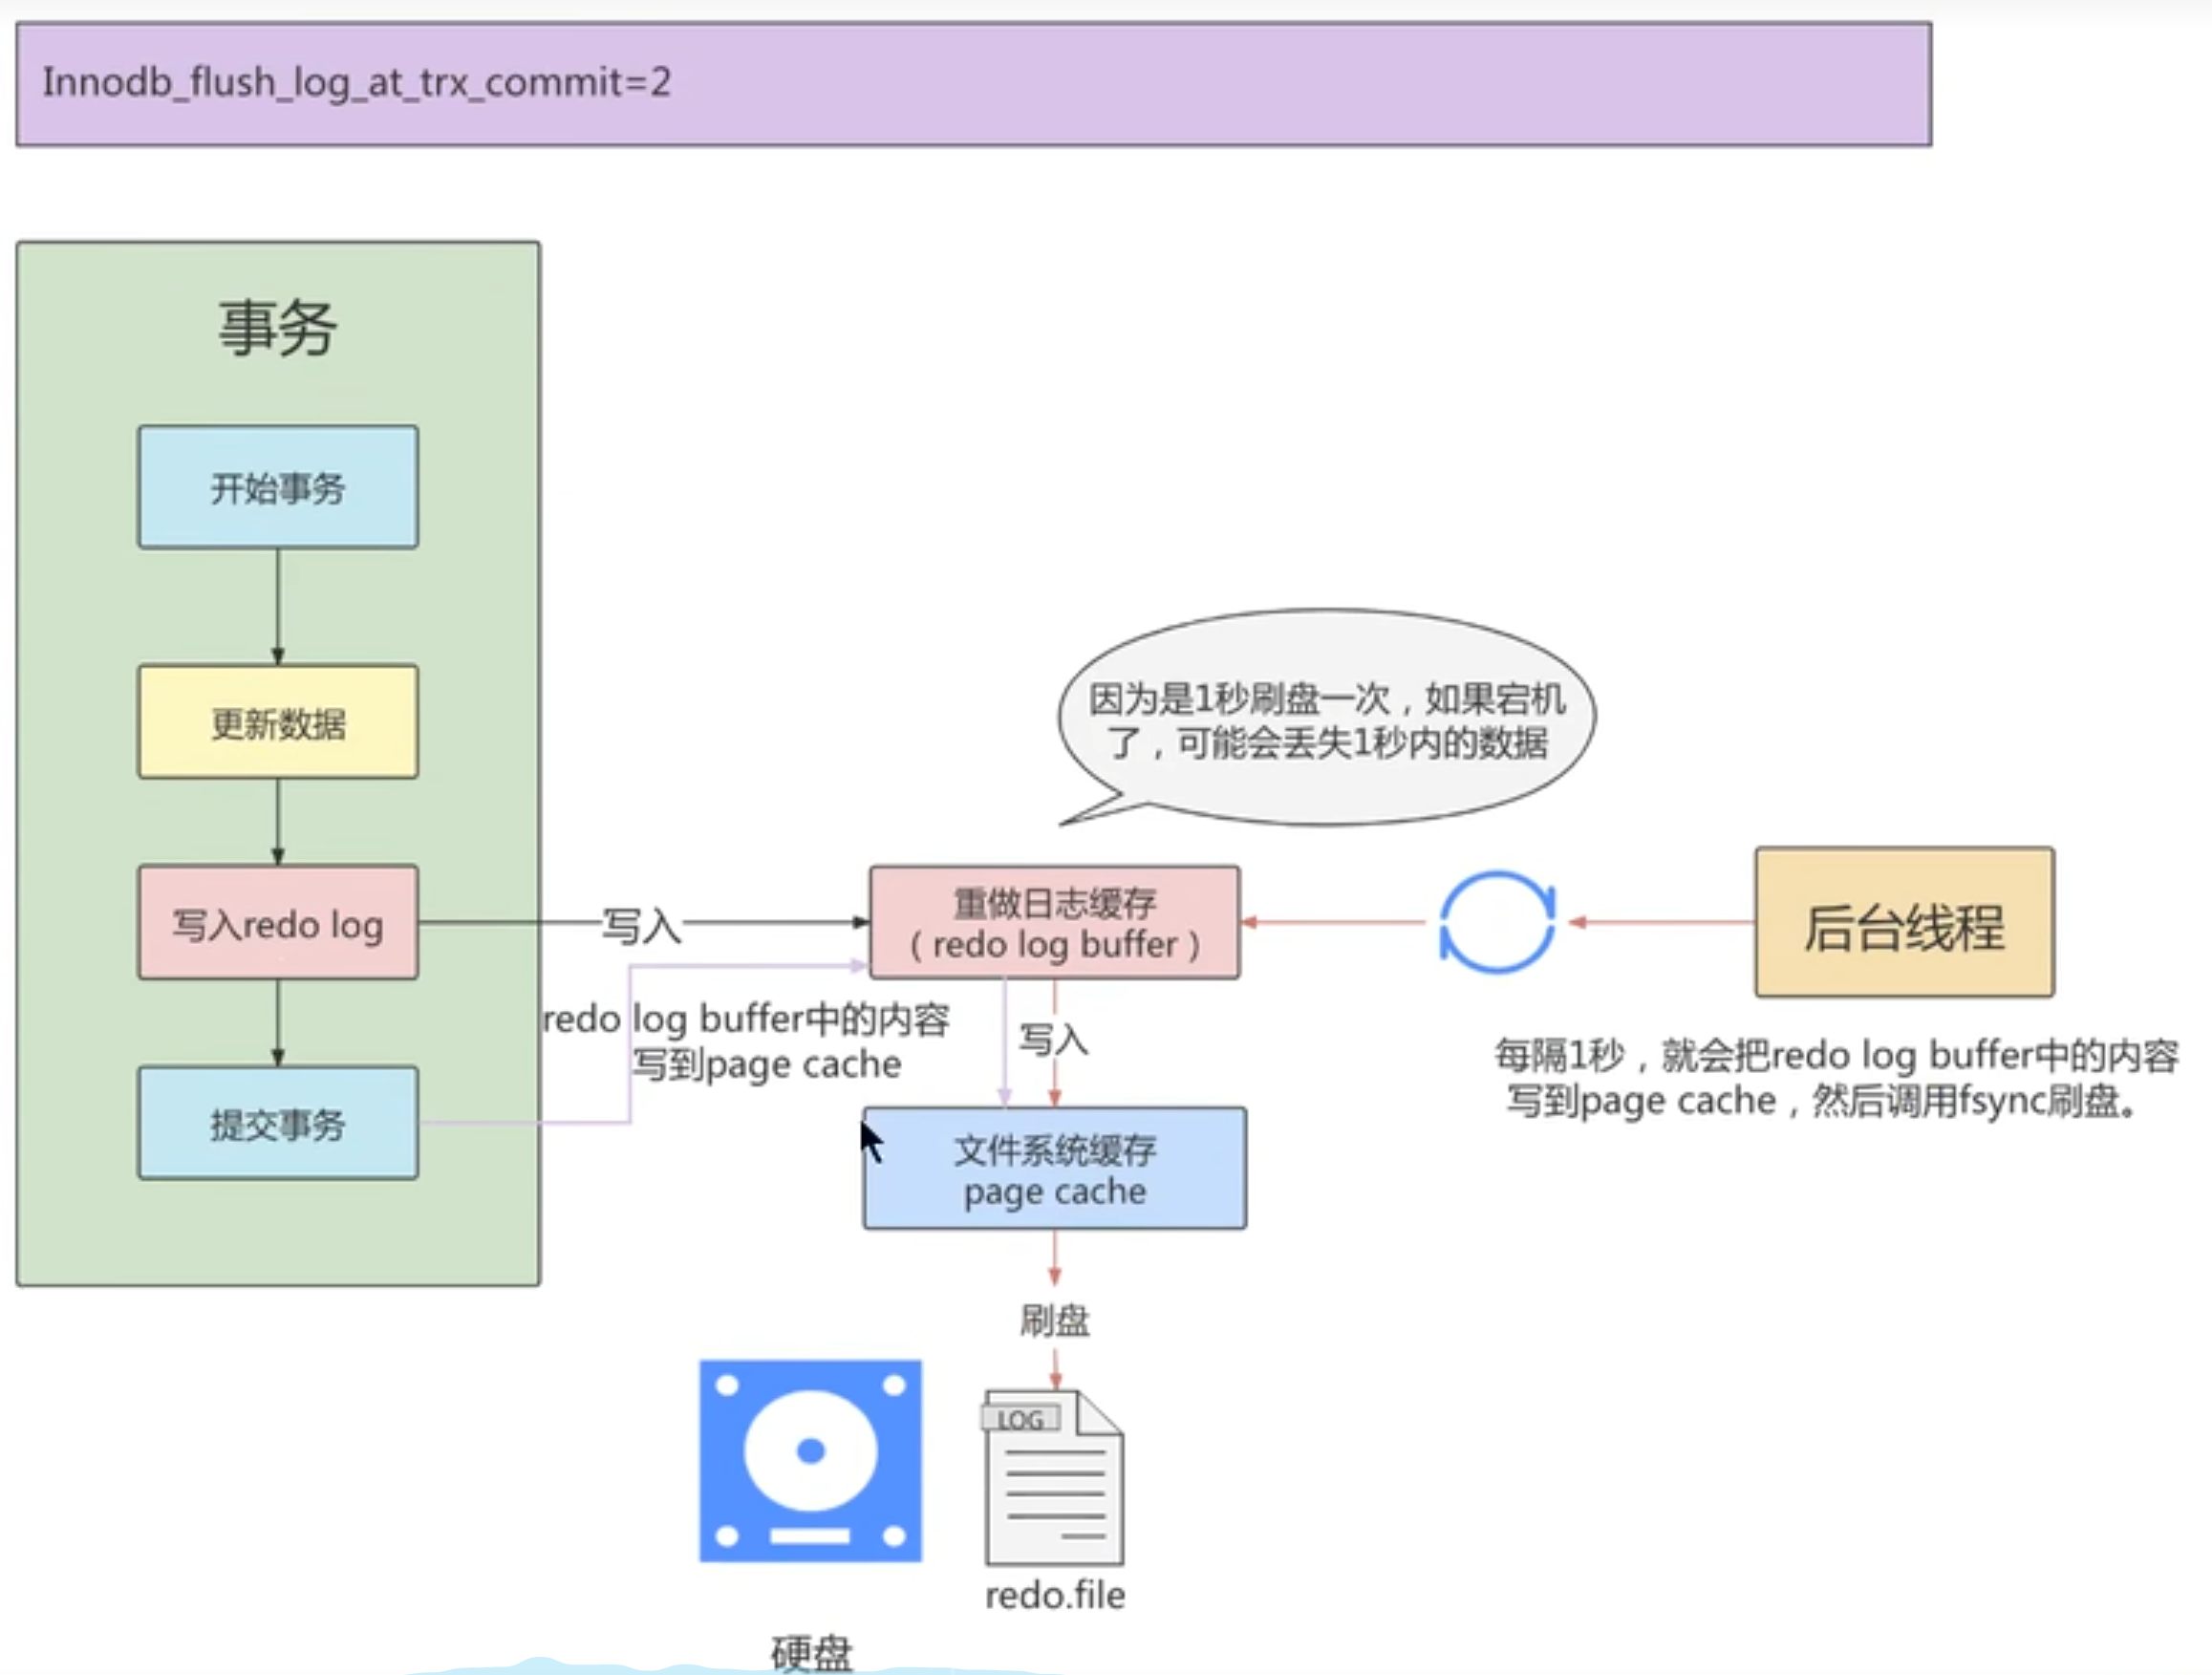 Innodb_flush_log_at_trx_commit=2
事务
开始事务
更新数据
写入redo log
提交事务
写入
redo log buffer中的内容
写到page cache
因为是1秒刷盘一次，如果宕机
了，可能会丢失1秒内的数据
重做日志缓存
（redo log buffer）
写入
文件系统缓存
page cache
刷盘
LOG
redo.file
硬盘
后台线程
每隔1秒，就会把redo log buffer中的内容
写到page cache，然后调用fsync刷盘。